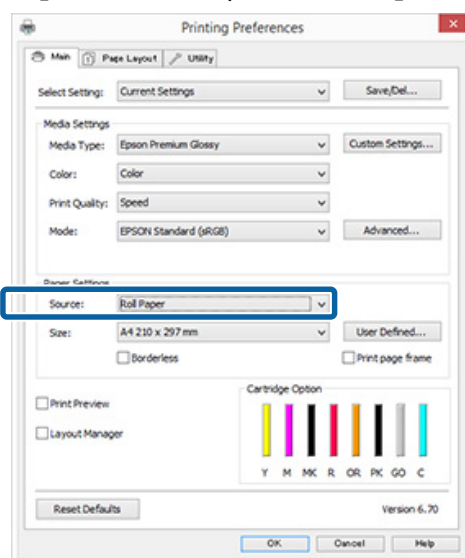 Printing Preferences
Main Page Layout Utility
Select Setting: Current Settings Save/Del...
Media Settings
Media Type: Epson Premium Glossy Custom Settings...
Color: Color
Print Quality: Speed
Mode: EPSON Standard (sRGB) Advanced...
Paper Settings
Source: Roll Paper
Size: A4 210 x 297 mm User Defined...
Borderless Print page frame
Cartridge Option
Print Preview
Layout Manager
Y M MK R OR PK GO C
Reset Defaults Version 6.70
OK Cancel Help